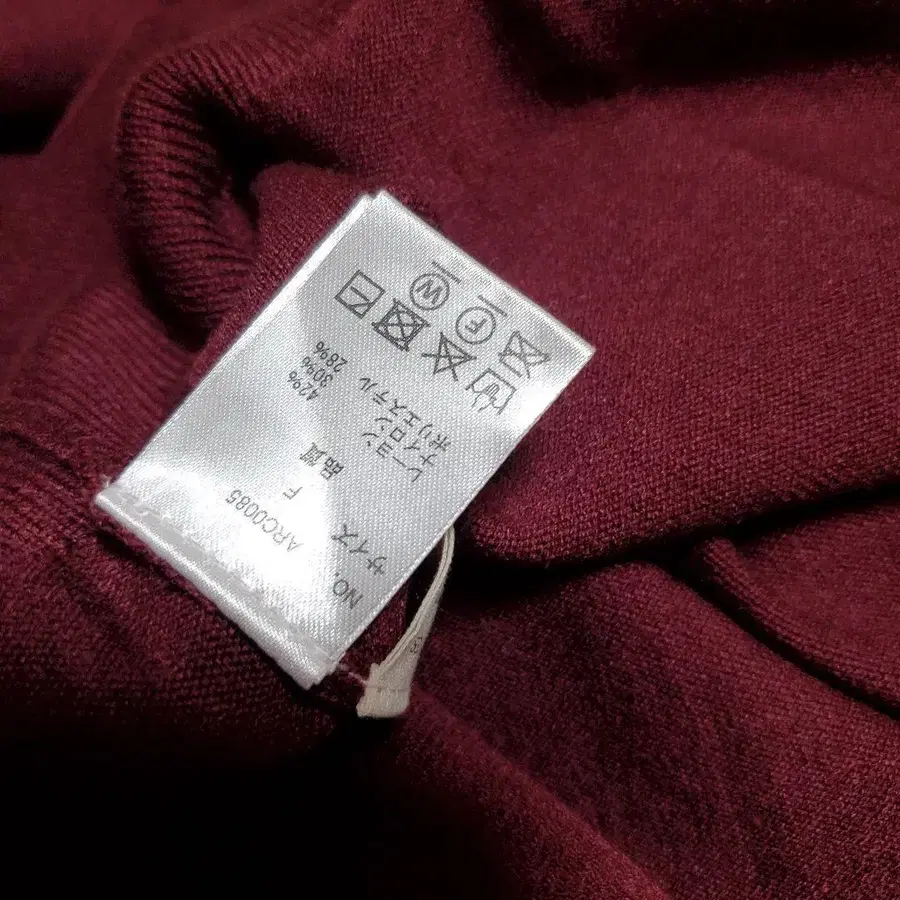 NO. ARC0085
サイズ F
品質 レーヨン 42%
ナイロン 30%
ポリエステル 28%
F W